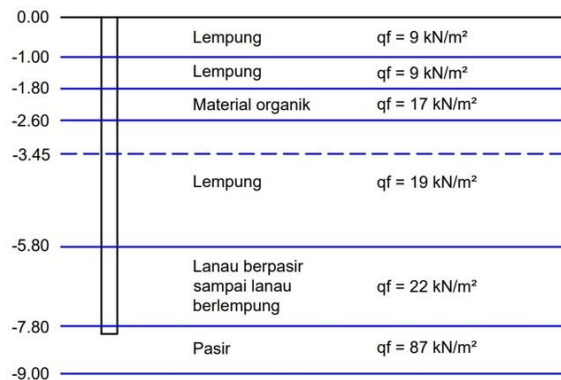 0.00
Lempung qf = 9 kN/m²
-1.00
Lempung qf = 9 kN/m²
-1.80
Material organik qf = 17 kN/m²
-2.60
-3.45
Lempung qf = 19 kN/m²
-5.80
Lanau berpasir
sampai lanau qf = 22 kN/m²
berlempung
-7.80
Pasir qf = 87 kN/m²
-9.00